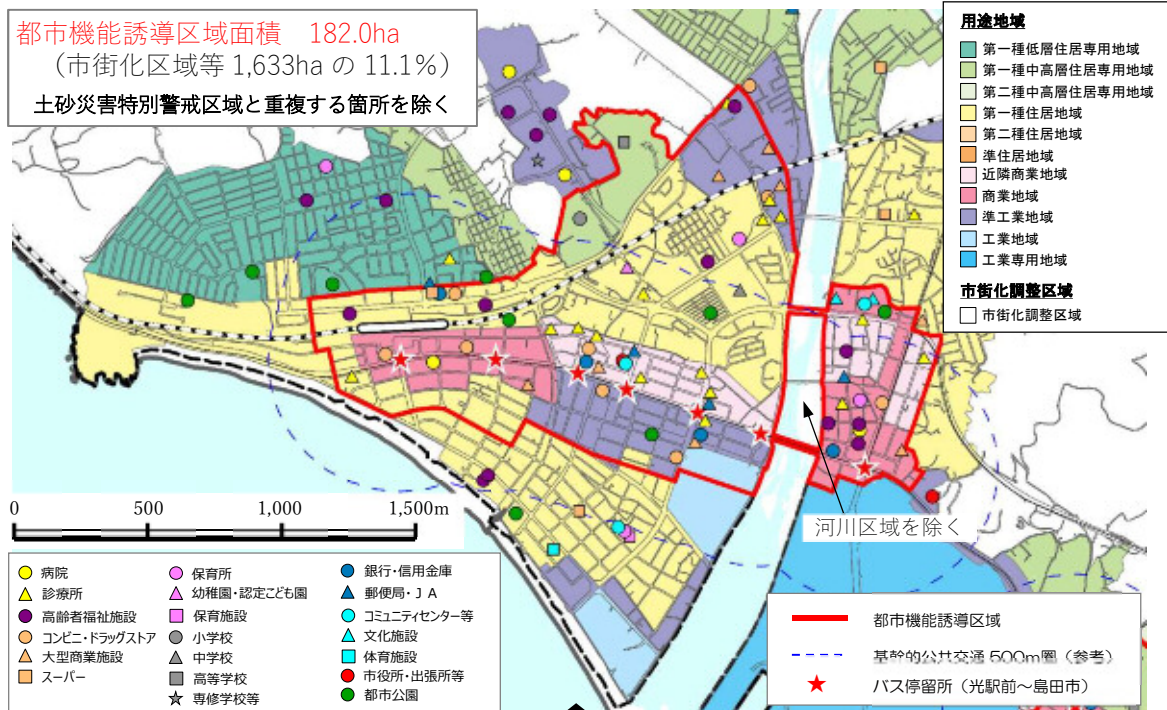 都市機能誘導区域面積　182.0ha
（市街化区域等 1,633ha の 11.1％）
土砂災害特別警戒区域と重複する箇所を除く
用途地域
第一種低層住居専用地域
第一種中高層住居専用地域
第二種中高層住居専用地域
第一種住居地域
第二種住居地域
準住居地域
近隣商業地域
商業地域
準工業地域
工業地域
工業専用地域
市街化調整区域
市街化調整区域
河川区域を除く
0 500 1,000 1,500m
病院
診療所
高齢者福祉施設
コンビニ・ドラッグストア
大型商業施設
スーパー
保育所
幼稚園・認定こども園
保育施設
小学校
中学校
高等学校
専修学校等
銀行・信用金庫
郵便局・ＪＡ
コミュニティセンター等
文化施設
体育施設
市役所・出張所等
都市公園
都市機能誘導区域
基幹的公共交通 500m圏（参考）
バス停留所（光駅前～島田市）